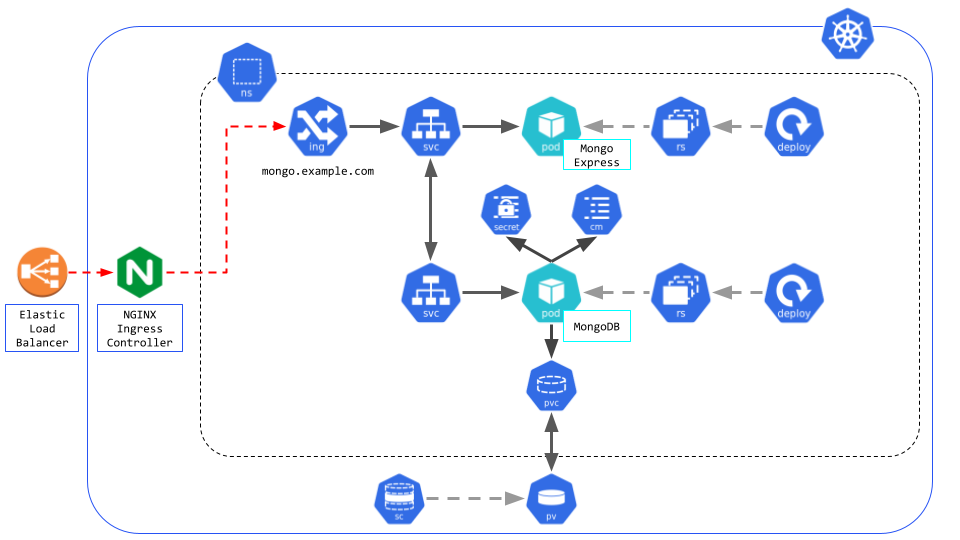 ns
ing
svc
pod
rs
deploy
Mongo
Express
mongo.example.com
secret
cm
svc
pod
rs
deploy
MongoDB
N
Elastic
Load
Balancer
NGINX
Ingress
Controller
pvc
sc
pv